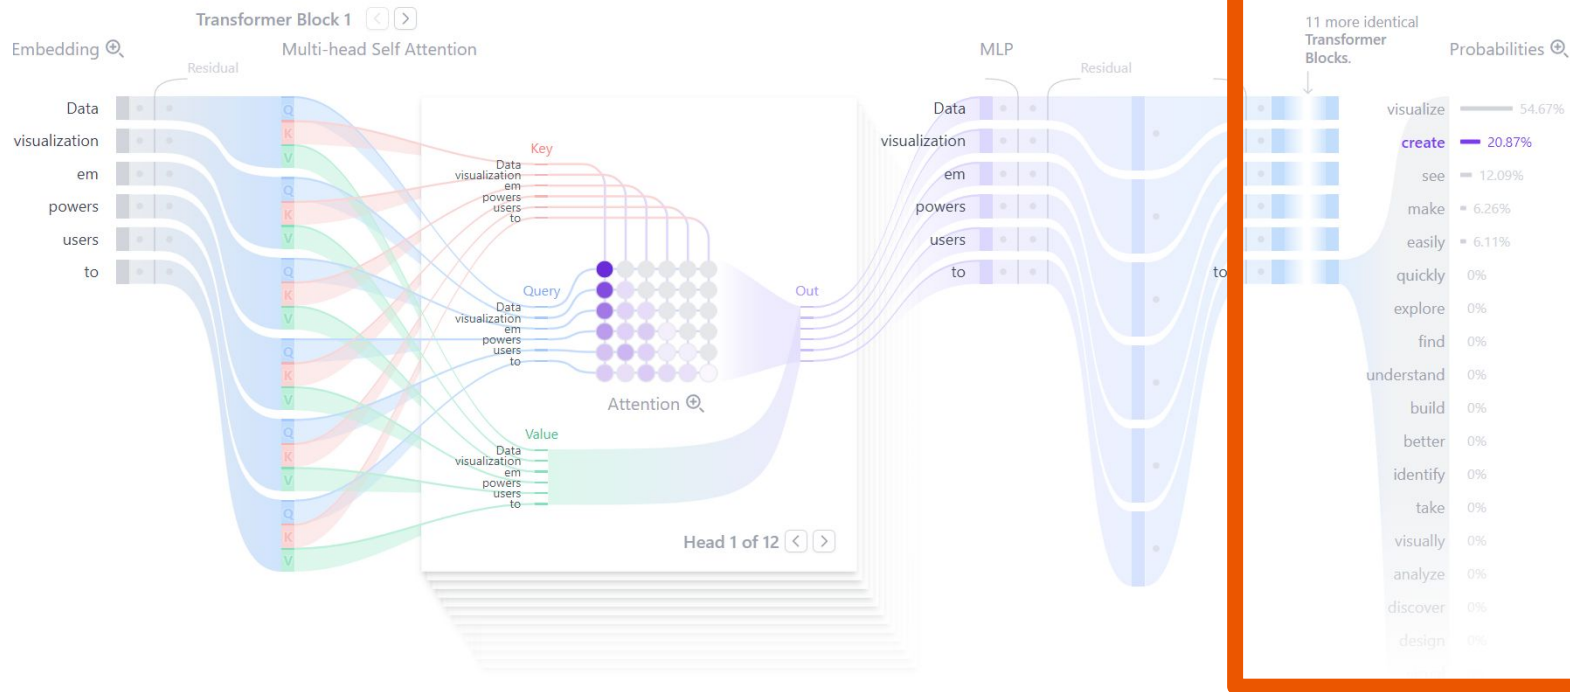 Transformer Block 1
Embedding
Multi-head Self Attention
MLP
11 more identical
Transformer
Blocks.
Probabilities
Residual
Residual
Data
visualization
em
powers
users
to
Q
K
V
Q
K
V
Q
K
V
Q
K
V
Q
K
V
Q
K
V
Key
Data
visualization
em
powers
users
to
Query
Data
visualization
em
powers
users
to
Attention
Value
Data
visualization
em
powers
users
to
Out
Head 1 of 12
Data
visualization
em
powers
users
to
to
visualize 54.67%
create 20.87%
see 12.09%
make 6.26%
easily 6.11%
quickly 0%
explore 0%
find 0%
understand 0%
build 0%
better 0%
identify 0%
take 0%
visually 0%
analyze 0%
discover 0%
design 0%